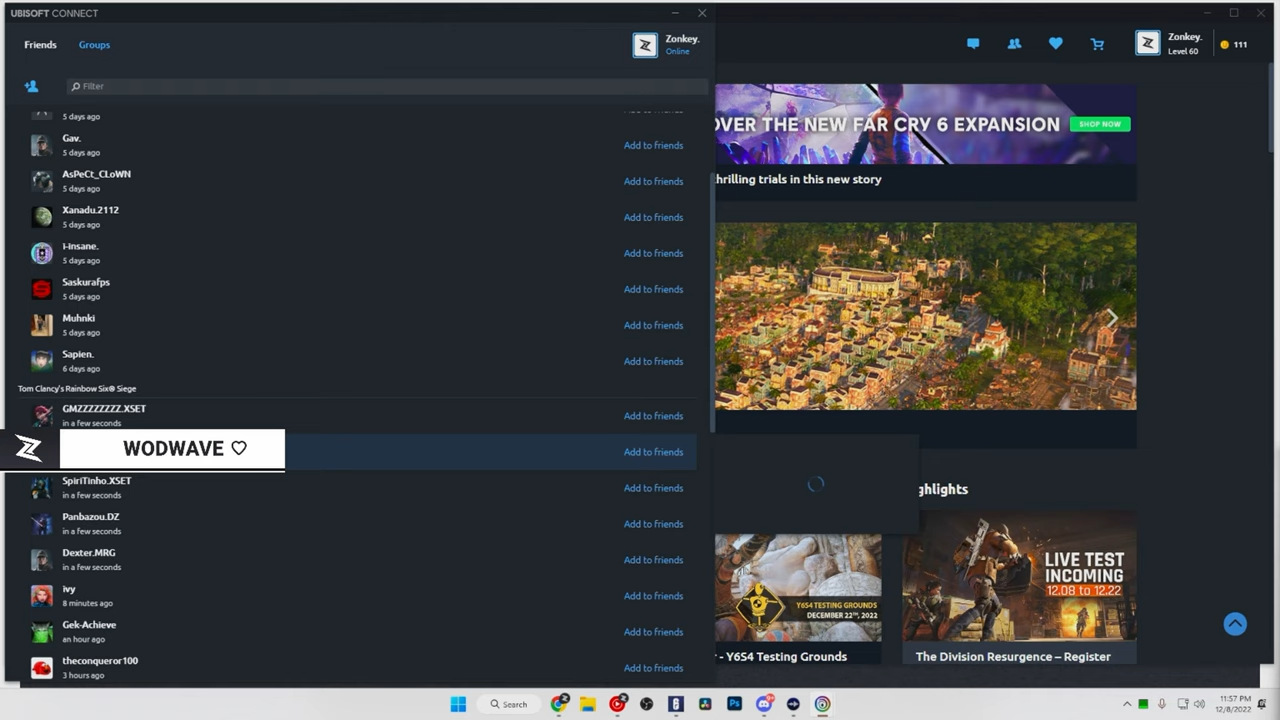 UBISOFT CONNECT
Friends
Groups
Zonkey.
Online
Filter
5 days ago
Gav.
5 days ago
Add to friends
AsPeCt_CLoWN
5 days ago
Add to friends
Xanadu.2112
5 days ago
Add to friends
i-insane.
5 days ago
Add to friends
Saskurafps
5 days ago
Add to friends
Muhnki
5 days ago
Add to friends
Sapien.
6 days ago
Add to friends
Tom Clancy's Rainbow Six® Siege
GMZZZZZZZZ.XSET
in a few seconds
Add to friends
WODWAVE ♡
Add to friends
SpiriTinho.XSET
in a few seconds
Add to friends
Panbazou.DZ
in a few seconds
Add to friends
Dexter.MRG
in a few seconds
Add to friends
ivy
8 minutes ago
Add to friends
Gek-Achieve
an hour ago
Add to friends
theconqueror100
3 hours ago
Add to friends
Zonkey.
Level 60
111
OVER THE NEW FAR CRY 6 EXPANSION
SHOP NOW
hrilling trials in this new story
ghlights
Y6S4 TESTING GROUNDS
DECEMBER 22TH, 2022
r - Y6S4 Testing Grounds
LIVE TEST
INCOMING
12.08 to 12.22
The Division Resurgence – Register
Search
11:57 PM
12/8/2022